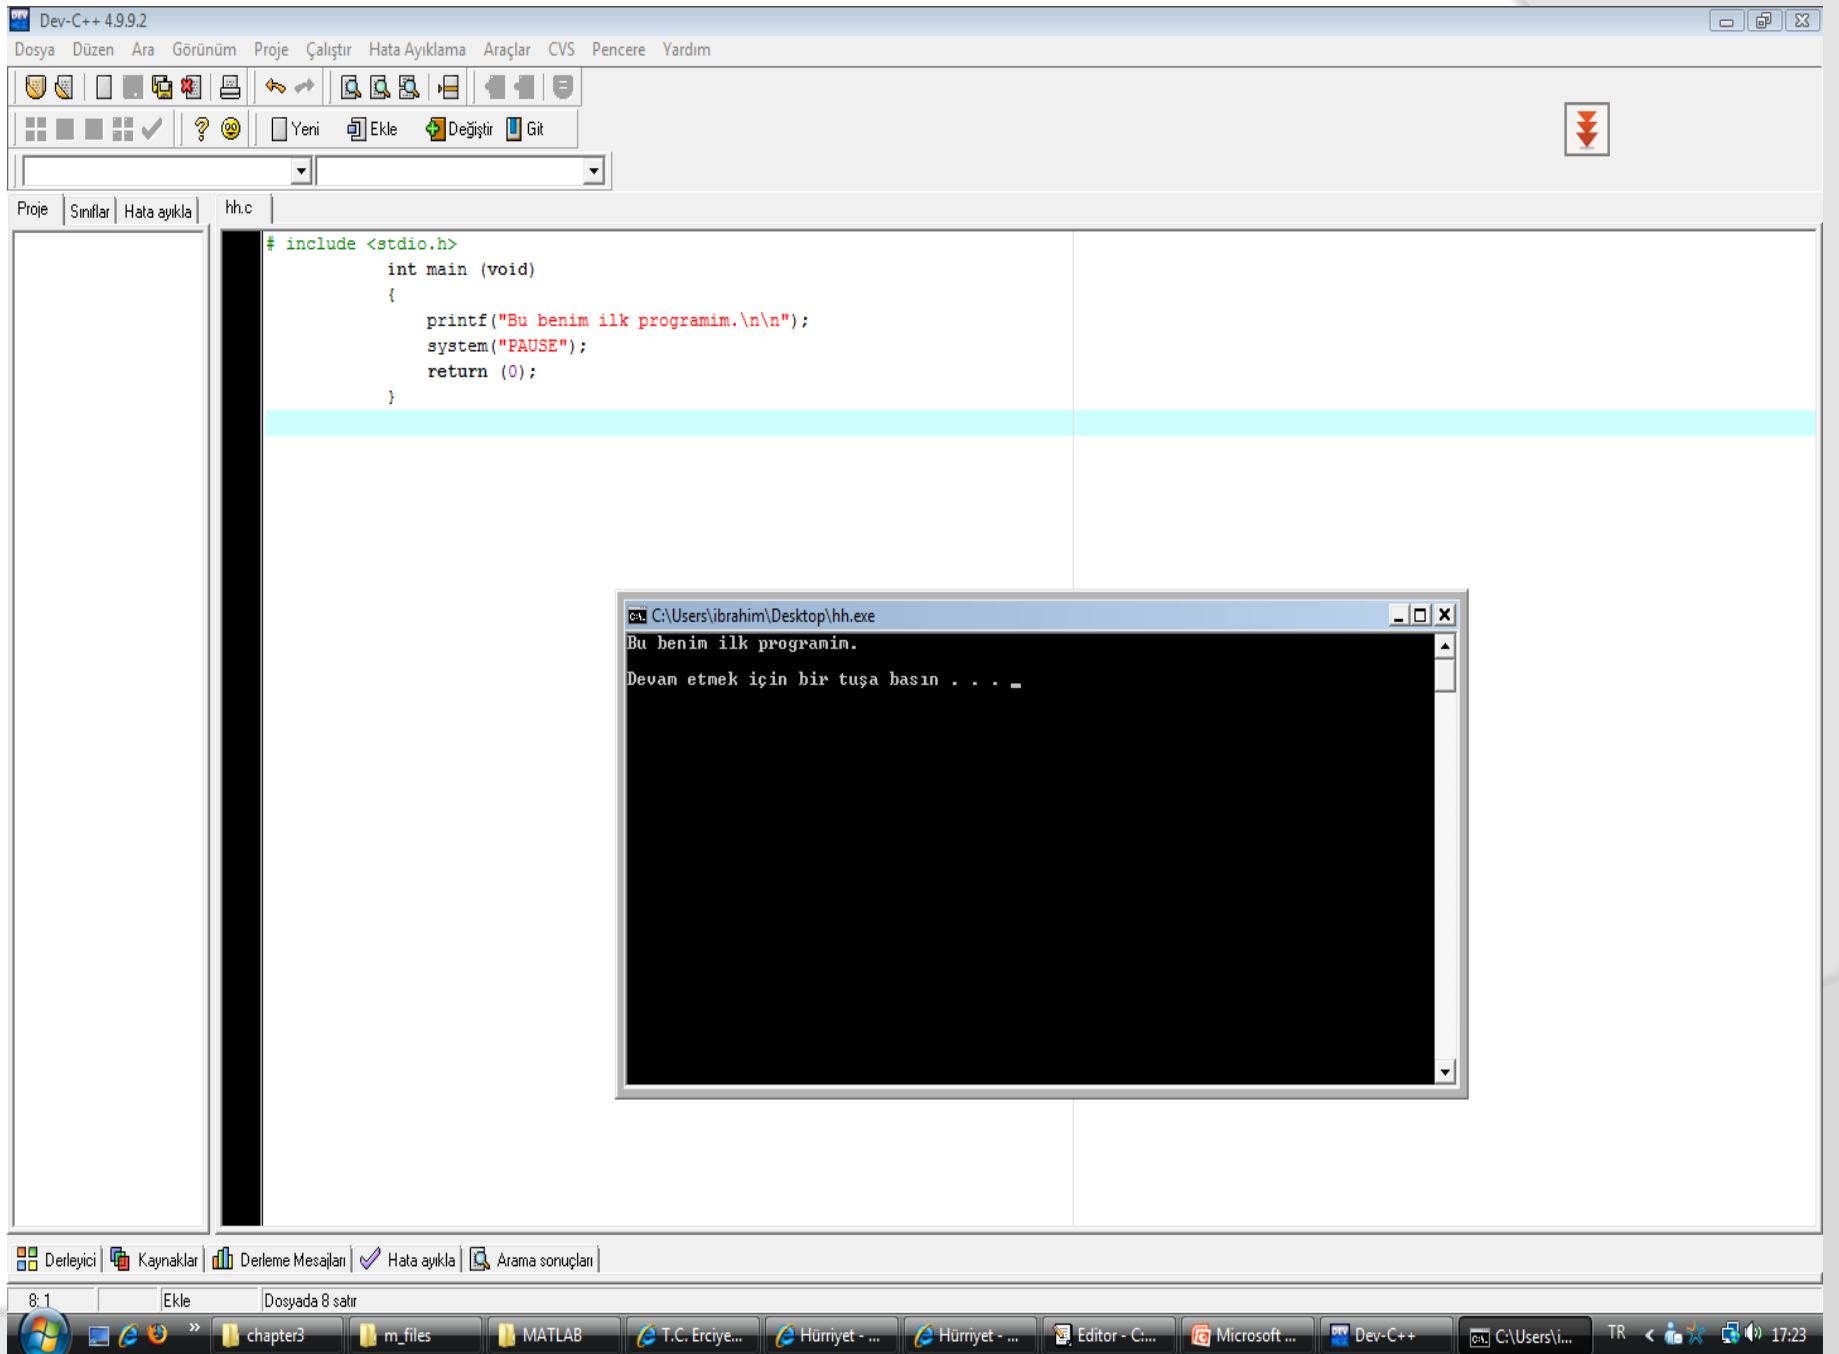 Dev-C++ 4.9.9.2
Dosya Düzen Ara Görünüm Proje Çalıştır Hata Ayıklama Araçlar CVS Pencere Yardım
Yeni Ekle Değiştir Git
Proje Sınıflar Hata ayıkla hh.c
# include <stdio.h>
int main (void)
{
printf("Bu benim ilk programim.\n\n");
system("PAUSE");
return (0);
}
C:\Users\ibrahim\Desktop\hh.exe
Bu benim ilk programim.
Devam etmek için bir tuşa basın . . . _
Derleyici Kaynaklar Derleme Mesajları Hata ayıkla Arama sonuçları
8: 1 Ekle Dosyada 8 satır
chapter3 m_files MATLAB T.C. Erciye... Hürriyet - ... Hürriyet - ... Editor - C:... Microsoft ... Dev-C++ C:\Users\i... TR 17:23